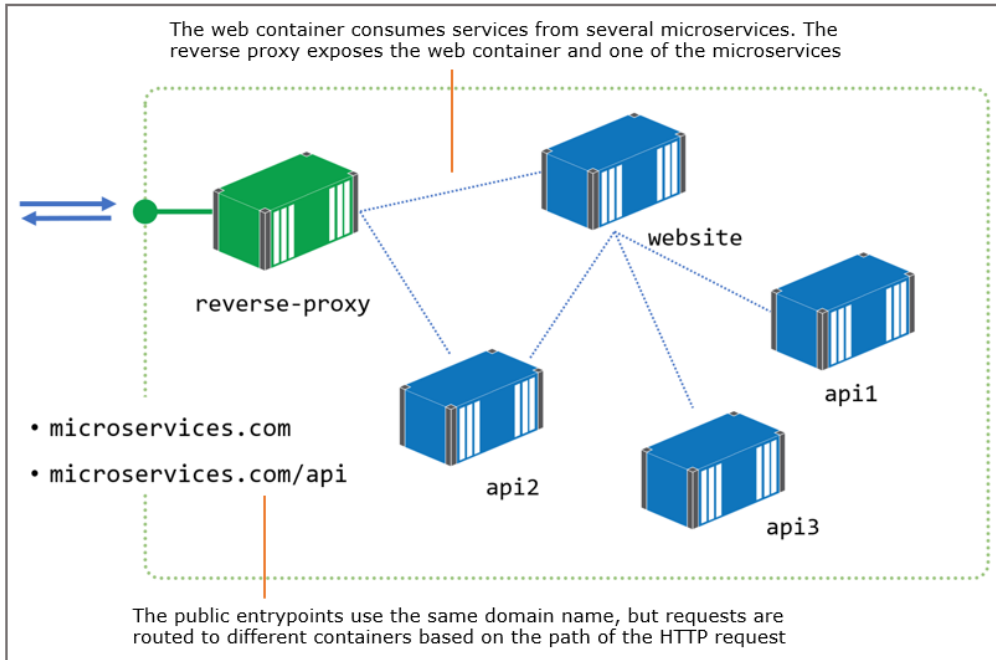 The web container consumes services from several microservices. The
reverse proxy exposes the web container and one of the microservices
website
reverse-proxy
api1
• microservices.com
• microservices.com/api
api2
api3
The public entrypoints use the same domain name, but requests are
routed to different containers based on the path of the HTTP request